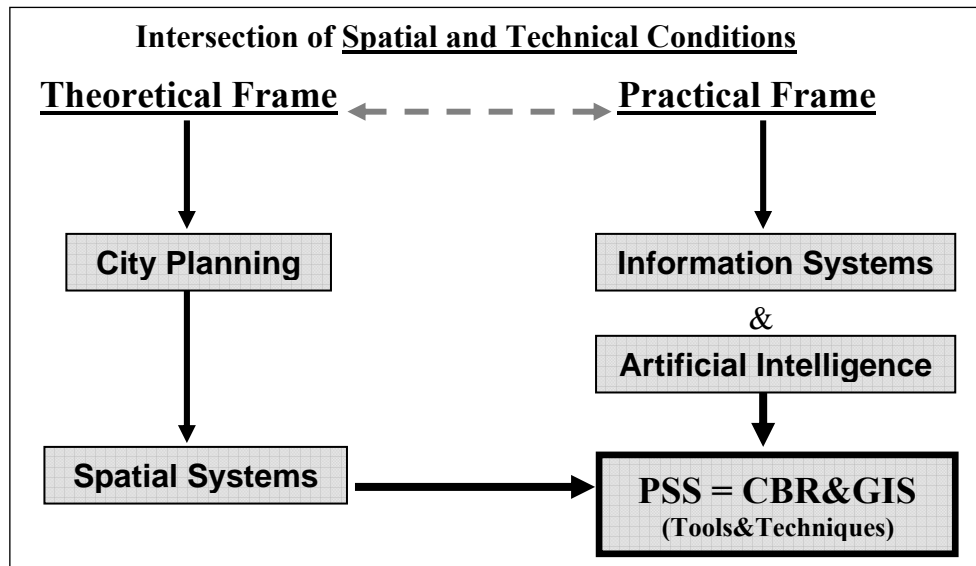 Intersection of Spatial and Technical Conditions
Theoretical Frame
Practical Frame
City Planning
Information Systems
&
Artificial Intelligence
Spatial Systems
PSS = CBR&GIS
(Tools&Techniques)